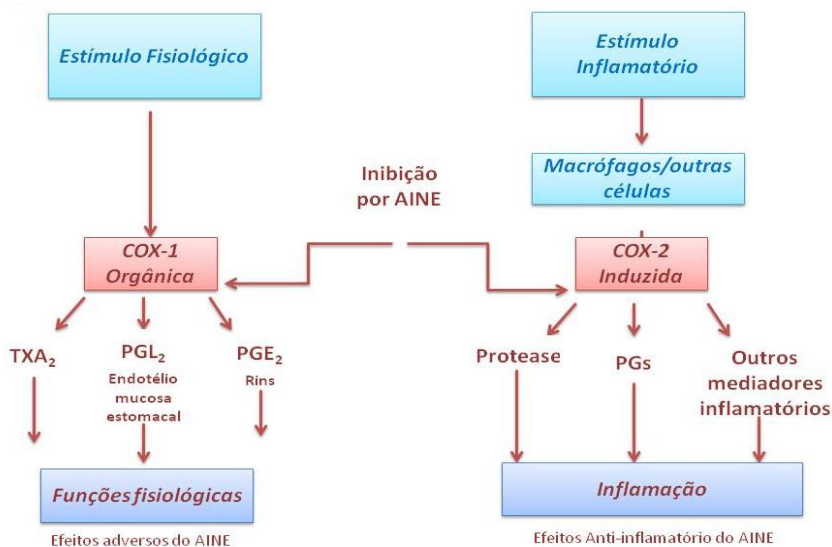 Estímulo Fisiológico
Estímulo
Inflamatório
Macrófagos/outras
células
Inibição
por AINE
COX-1
Orgânica
COX-2
Induzida
TXA₂
PGL₂
Endotélio
mucosa
estomacal
PGE₂
Rins
Protease
PGs
Outros
mediadores
inflamatórios
Funções fisiológicas
Inflamação
Efeitos adversos do AINE
Efeitos Anti-inflamatório do AINE